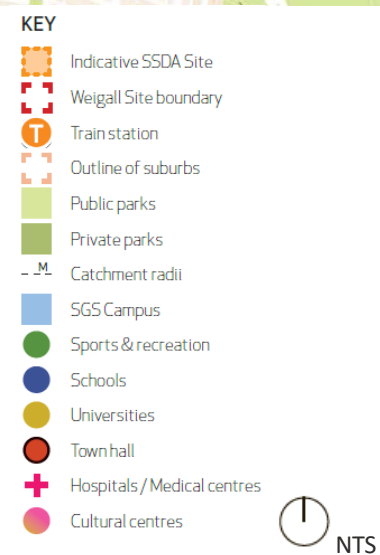 KEY
Indicative SSDA Site
Weigall Site boundary
T Train station
Outline of suburbs
Public parks
Private parks
M Catchment radii
SGS Campus
Sports & recreation
Schools
Universities
Town hall
Hospitals / Medical centres
Cultural centres
NTS